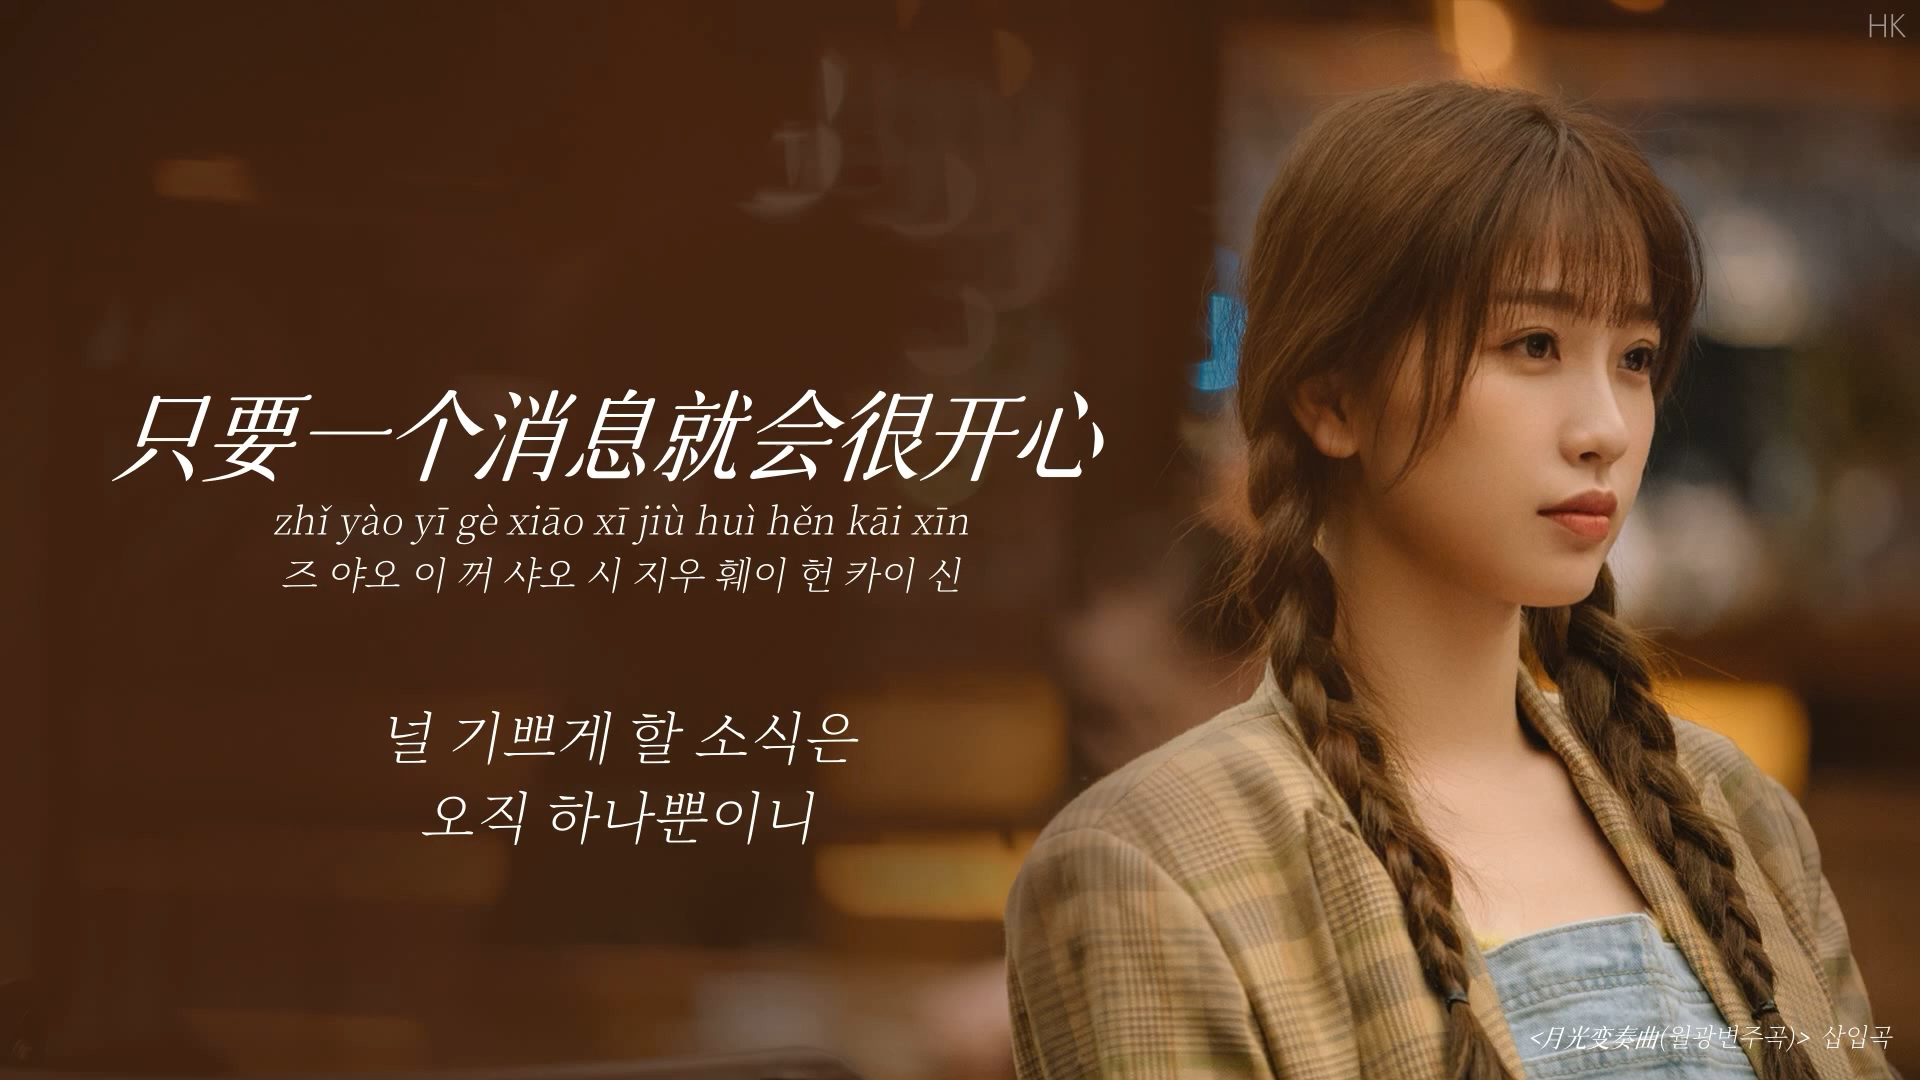 HK
只要一个消息就会很开心
zhǐ yào yī gè xiāo xī jiù huì hěn kāi xīn
즈 야오 이 꺼 샤오 시 지우 훼이 헌 카이 신
널 기쁘게 할 소식은
오직 하나뿐이니
<月光变奏曲(월광변주곡)> 삽입곡